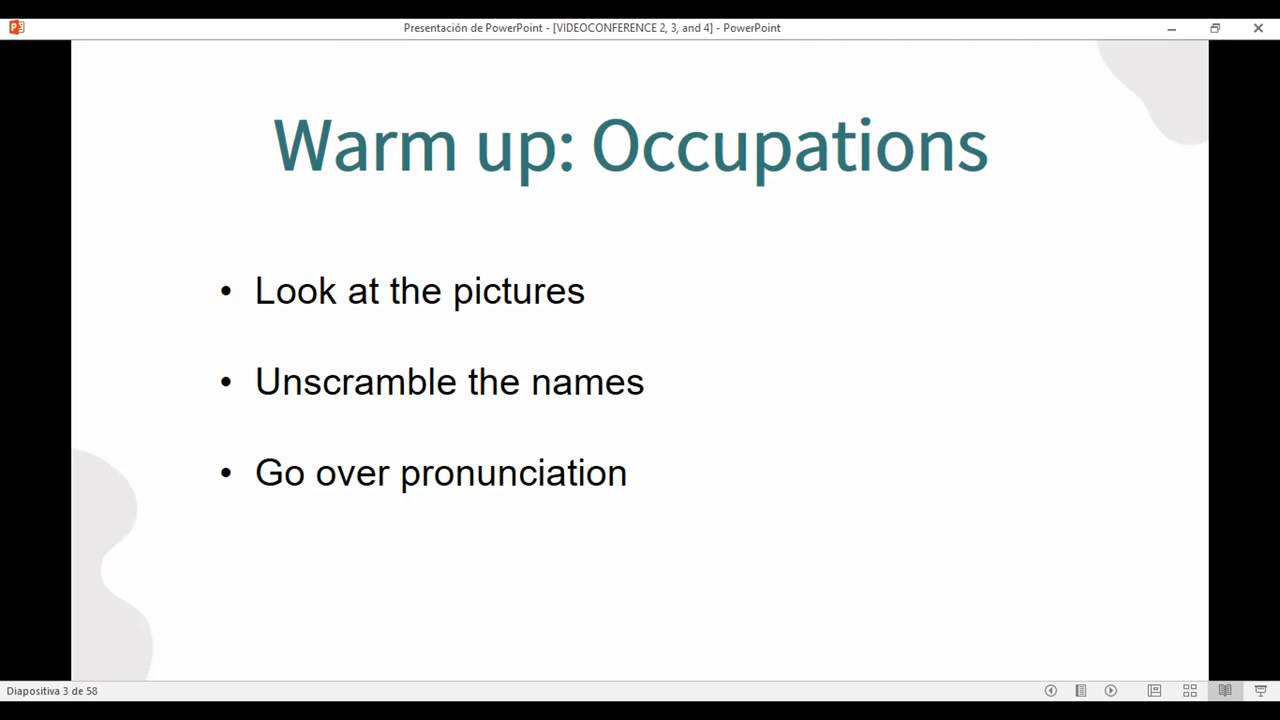 Presentación de PowerPoint - [VIDEOCONFERENCE 2, 3, and 4] - PowerPoint
Warm up: Occupations
• Look at the pictures
• Unscramble the names
• Go over pronunciation
Diapositiva 3 de 58